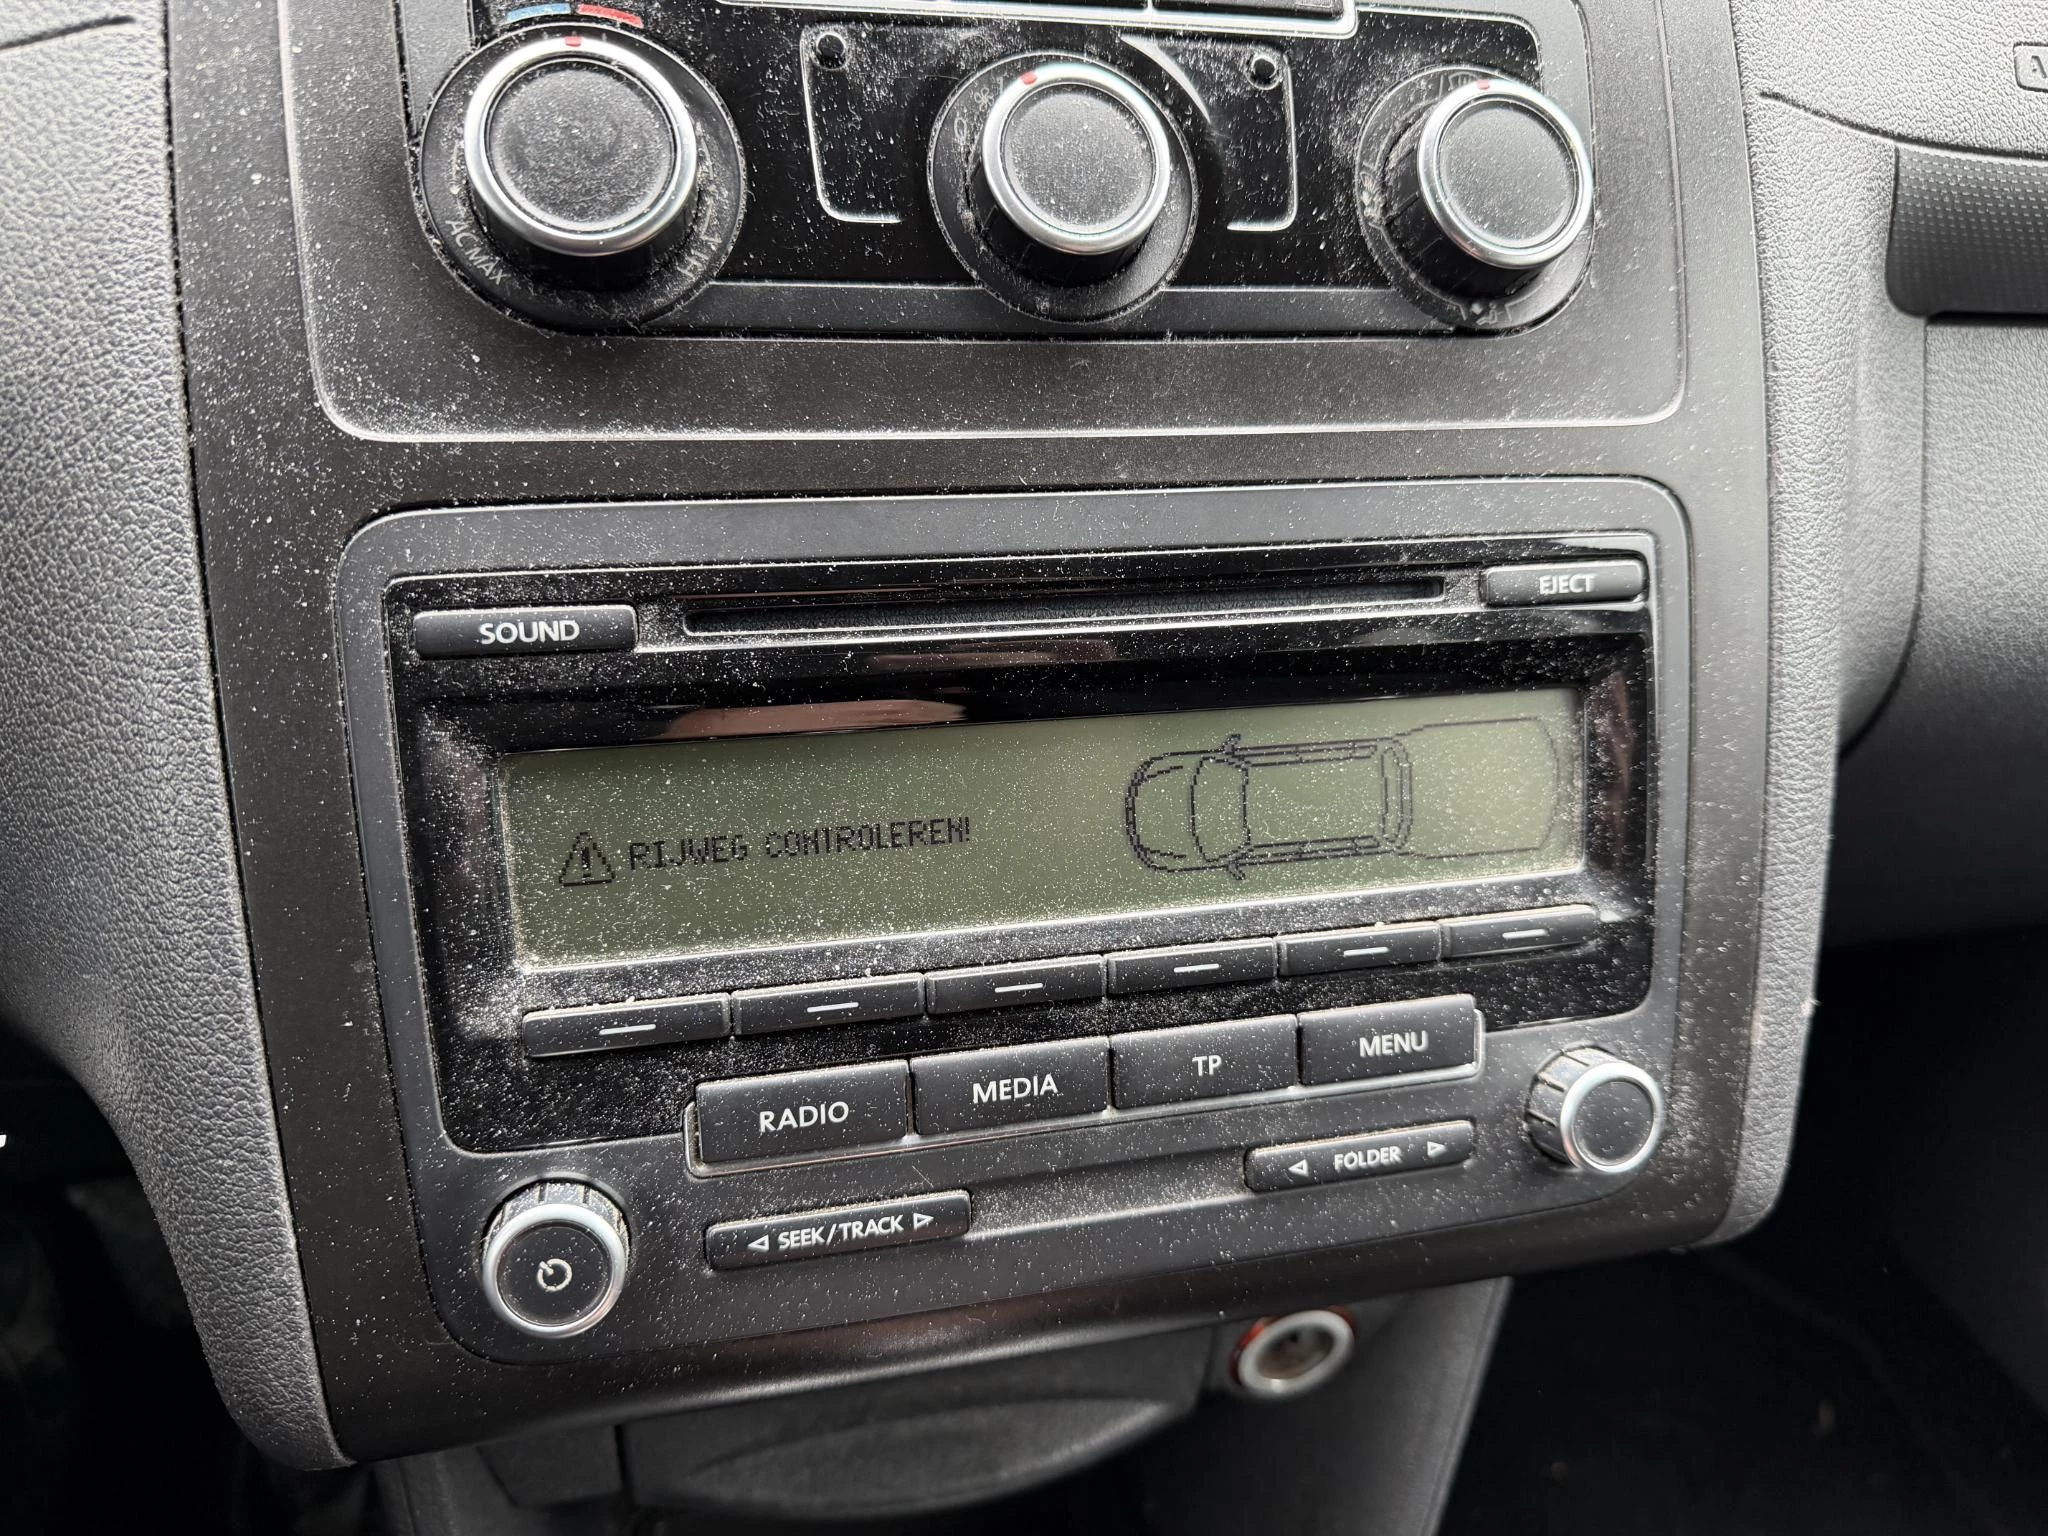 AC MAX
SOUND
EJECT
RIJWEG CONTROLEREN!
RADIO
MEDIA
TP
MENU
SEEK/TRACK
FOLDER